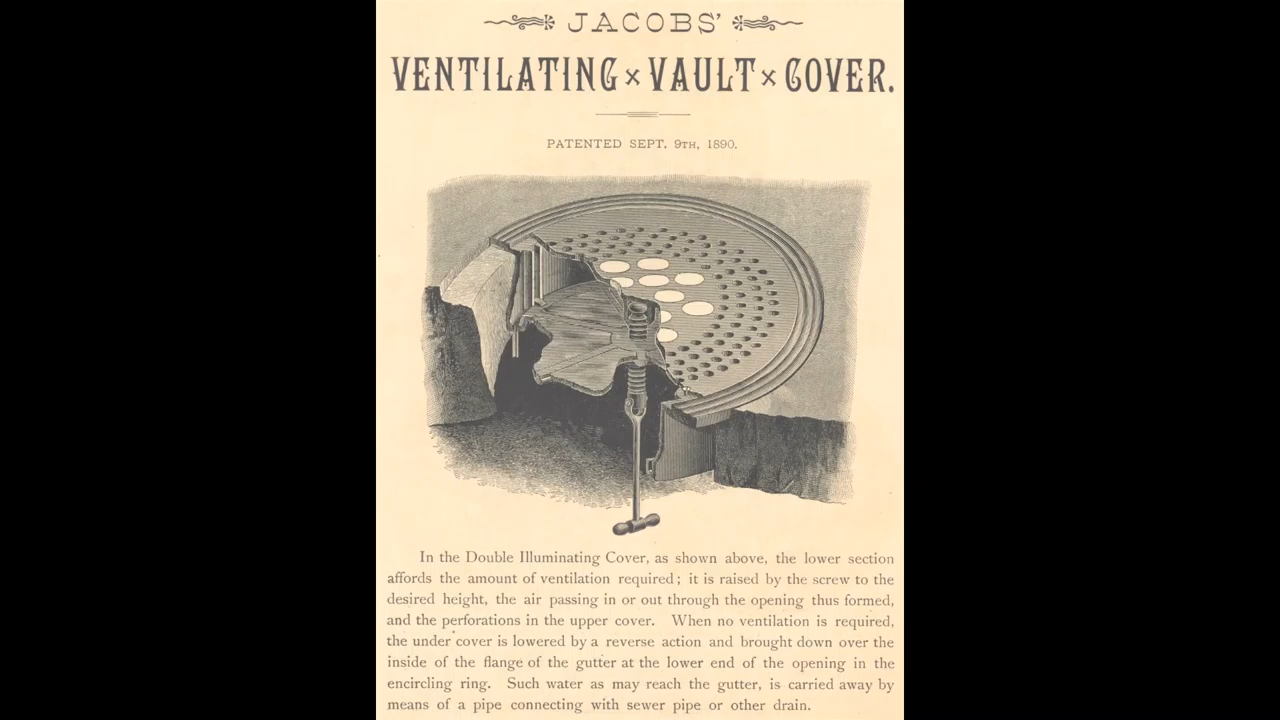 JACOBS'
VENTILATING × VAULT × COVER.
PATENTED SEPT. 9TH, 1890.
In the Double Illuminating Cover, as shown above, the lower section
affords the amount of ventilation required; it is raised by the screw to the
desired height, the air passing in or out through the opening thus formed,
and the perforations in the upper cover. When no ventilation is required,
the under cover is lowered by a reverse action and brought down over the
inside of the flange of the gutter at the lower end of the opening in the
encircling ring. Such water as may reach the gutter, is carried away by
means of a pipe connecting with sewer pipe or other drain.